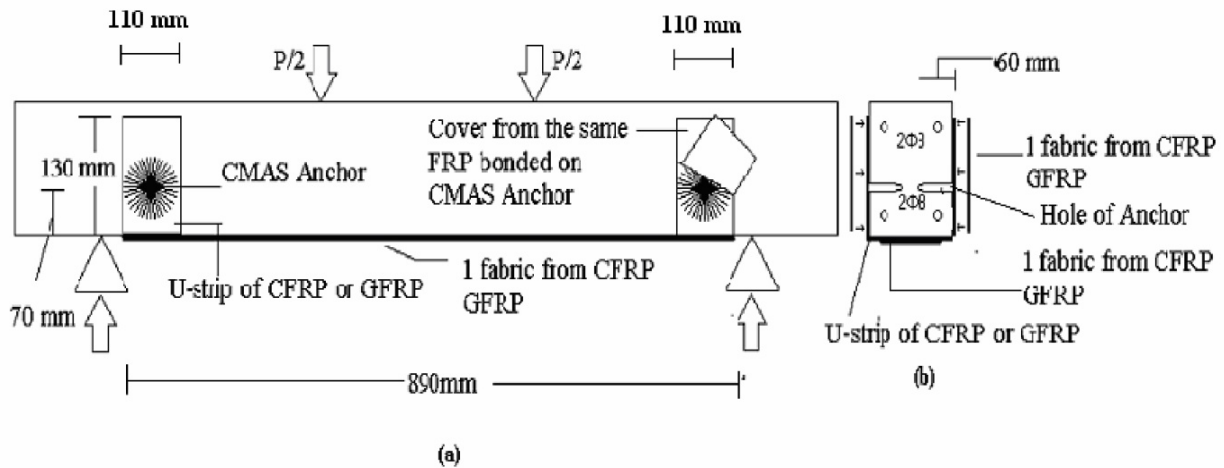 110 mm
110 mm
P/2
P/2
60 mm
130 mm
CMAS Anchor
Cover from the same
FRP bonded on
CMAS Anchor
2Φ8
1 fabric from CFRP
GFRP
Hole of Anchor
1 fabric from CFRP
GFRP
U-strip of CFRP or GFRP
1 fabric from CFRP
GFRP
U-strip of CFRP or GFRP
70 mm
890mm
(b)
(a)